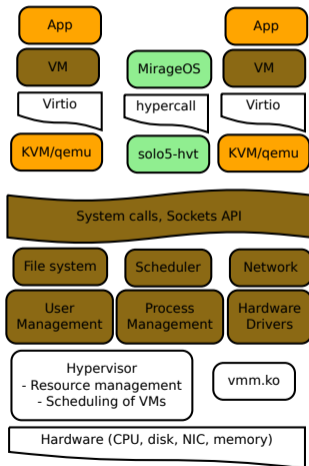 App
App
VM
MirageOS
VM
Virtio
hypercall
Virtio
KVM/qemu
solo5-hvt
KVM/qemu
System calls, Sockets API
File system
Scheduler
Network
User
Management
Process
Management
Hardware
Drivers
Hypervisor
- Resource management
- Scheduling of VMs
vmm.ko
Hardware (CPU, disk, NIC, memory)